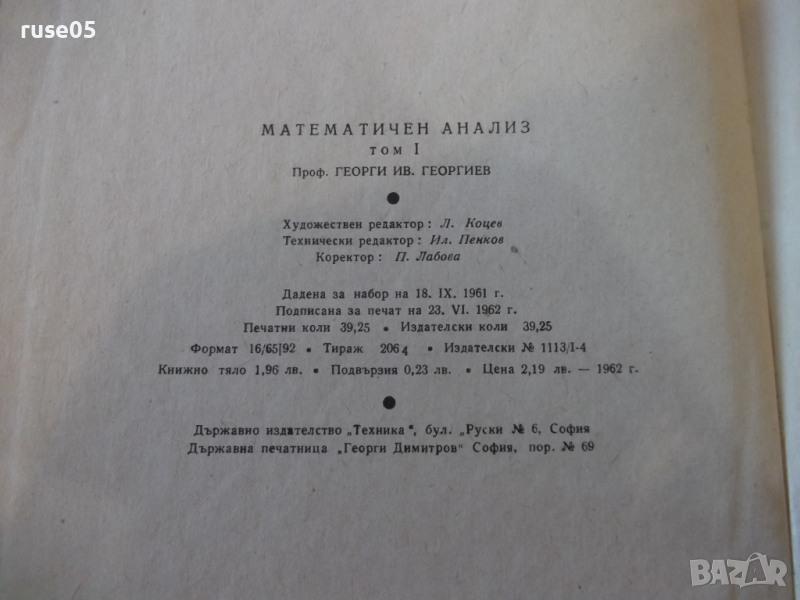 ruse05
МАТЕМАТИЧЕН АНАЛИЗ
том I
Проф. ГЕОРГИ ИВ. ГЕОРГИЕВ
Художествен редактор : Л. Коцев
Технически редактор : Ил. Пенков
Коректор : П. Лабова
Дадена за набор на 18. IX. 1961 г.
Подписана за печат на 23. VI. 1962 г.
Печатни коли 39,25 • Издателски коли 39,25
Формат 16/65|92 • Тираж 2064 • Издателски № 1113/I-4
Книжно тяло 1,96 лв. • Подвързия 0,23 лв. • Цена 2,19 лв. — 1962 г.
Държавно издателство „Техника", бул. „Руски № 6, София
Държавна печатница „Георги Димитров" София, пор. № 69
BAZAR